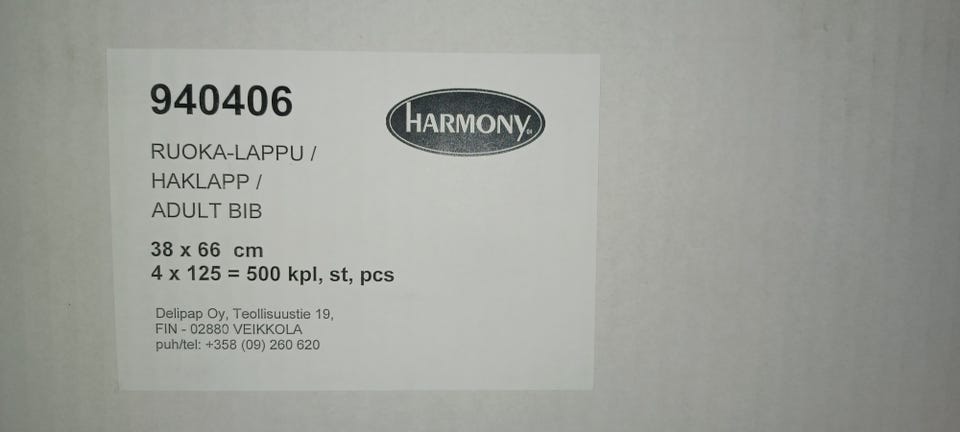 940406
HARMONY
RUOKA-LAPPU /
HAKLAPP /
ADULT BIB
38 x 66 cm
4 x 125 = 500 kpl, st, pcs
Delipap Oy, Teollisuustie 19,
FIN - 02880 VEIKKOLA
puh/tel: +358 (09) 260 620